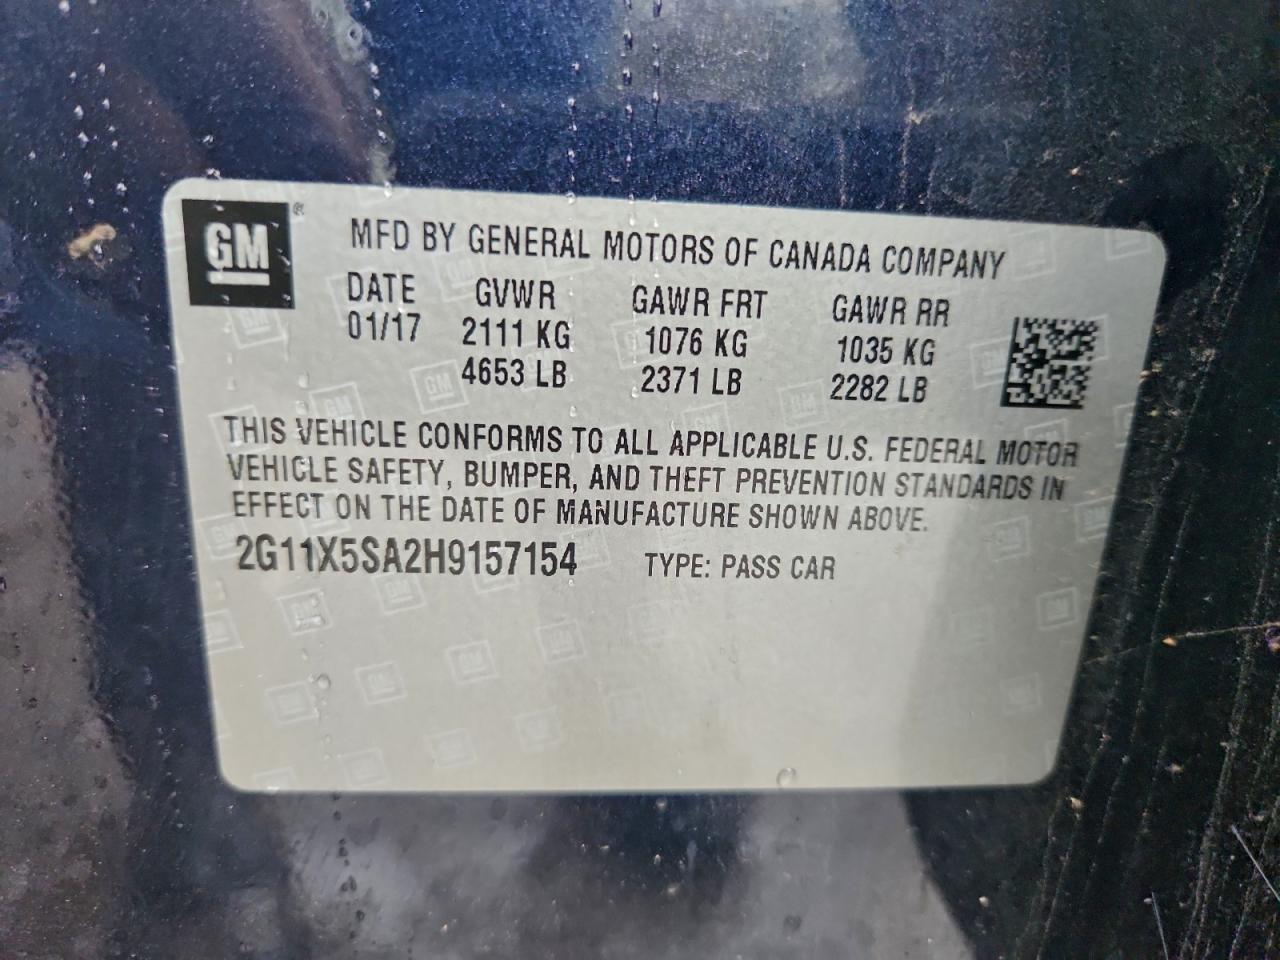 GM ®
MFD BY GENERAL MOTORS OF CANADA COMPANY
DATE GVWR GAWR FRT GAWR RR
01/17 2111 KG 1076 KG 1035 KG
4653 LB 2371 LB 2282 LB
THIS VEHICLE CONFORMS TO ALL APPLICABLE U.S. FEDERAL MOTOR
VEHICLE SAFETY, BUMPER, AND THEFT PREVENTION STANDARDS IN
EFFECT ON THE DATE OF MANUFACTURE SHOWN ABOVE.
2G11X5SA2H9157154 TYPE: PASS CAR